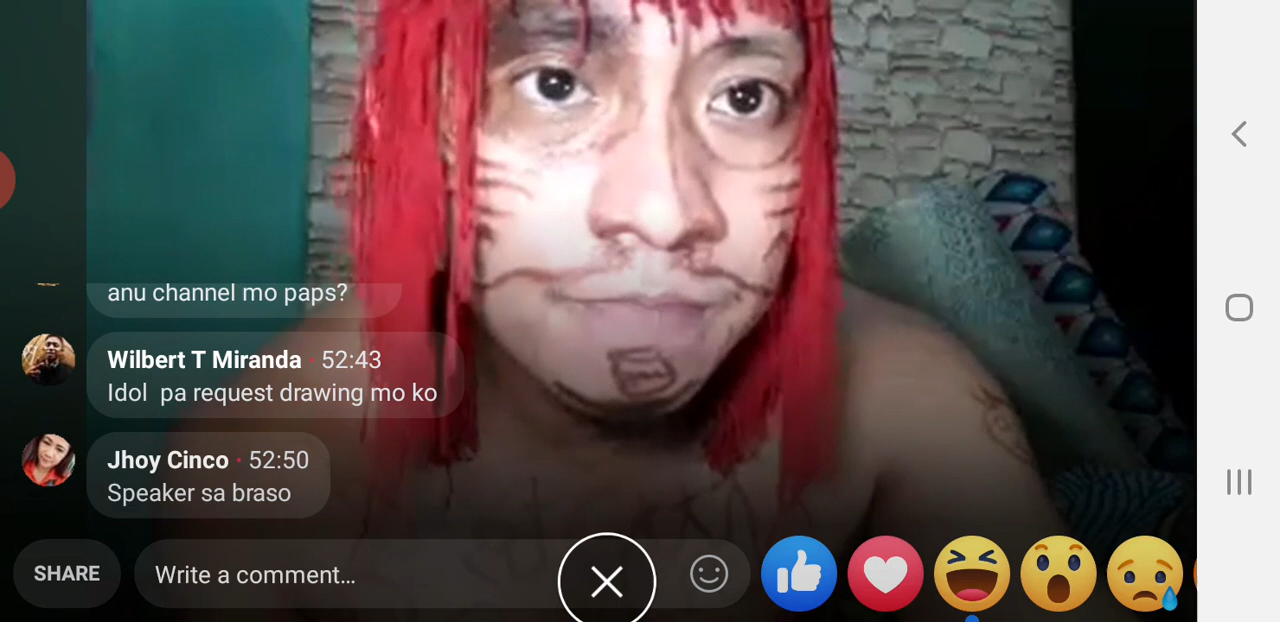 anu channel mo paps?
Wilbert T Miranda · 52:43
Idol pa request drawing mo ko
Jhoy Cinco · 52:50
Speaker sa braso
SHARE
Write a comment...